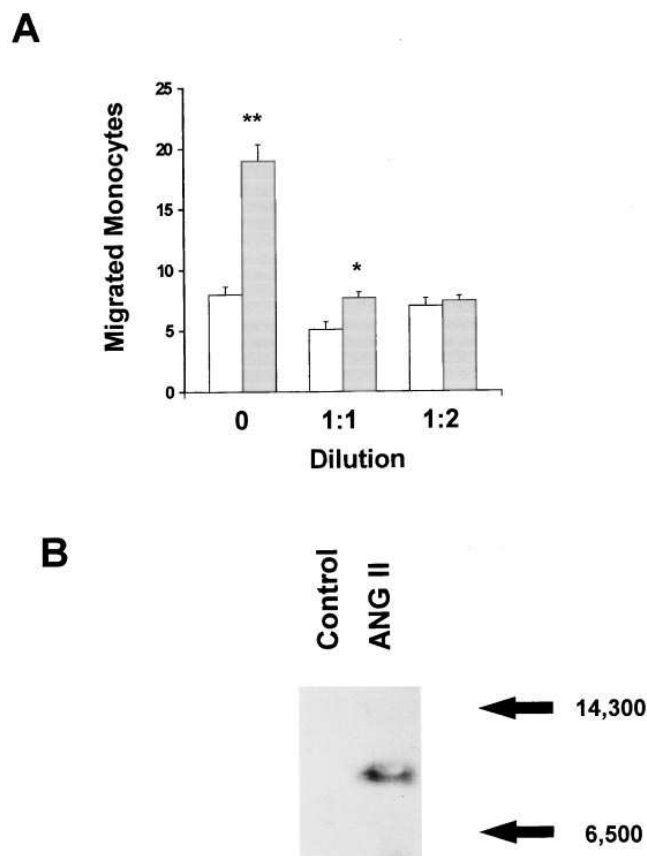 A
Migrated Monocytes
25
20
15
10
5
0
**
*
0 1:1 1:2
Dilution
B
Control
ANG II
14,300
6,500